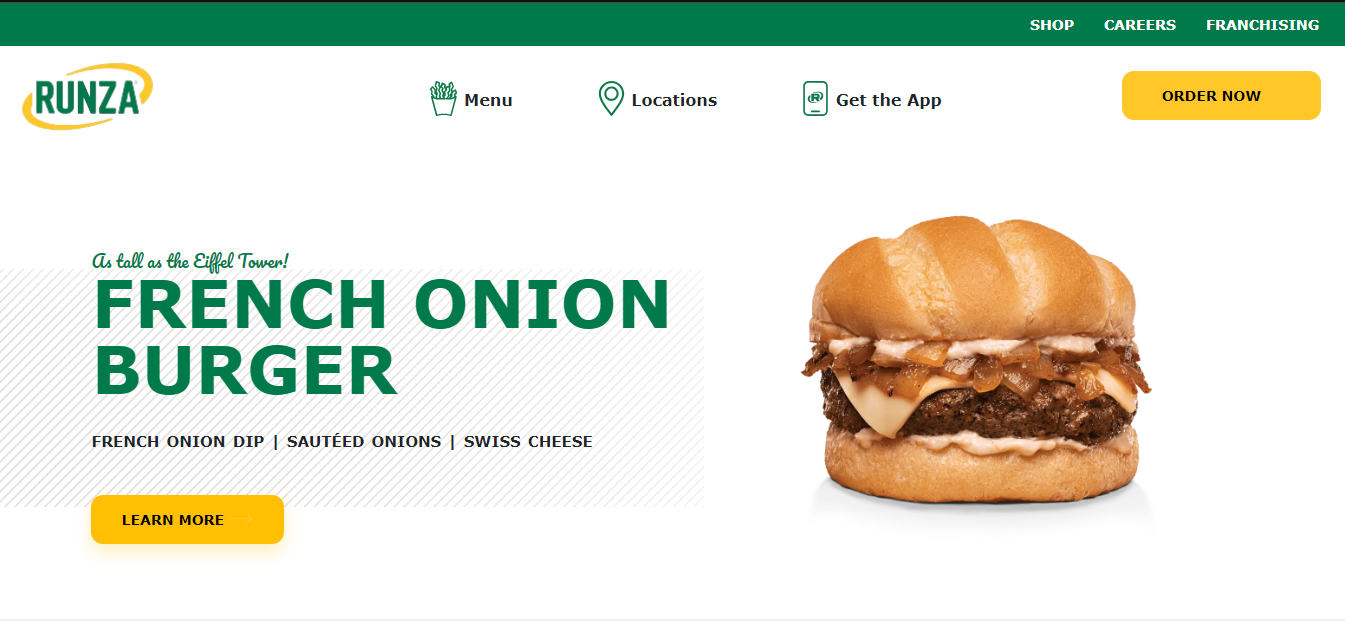 SHOP CAREERS FRANCHISING
RUNZA
Menu
Locations
Get the App
ORDER NOW
As tall as the Eiffel Tower!
FRENCH ONION
BURGER
FRENCH ONION DIP | SAUTÉED ONIONS | SWISS CHEESE
LEARN MORE →